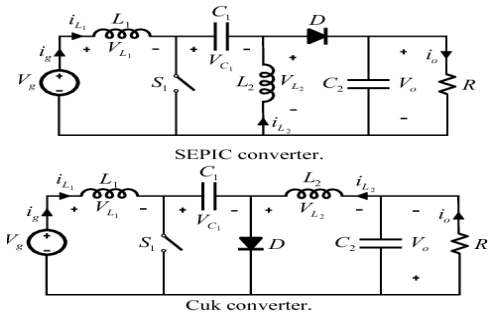 i_{L_1} L_1 C_1 D
i_g + V_{L_1} - + V_{C_1} - + i_o
V_g S_1 L_2 V_{L_2} C_2 V_o R
i_{L_2}
SEPIC converter.
i_{L_1} L_1 C_1 L_2 i_{L_2}
i_g + V_{L_1} - + V_{C_1} - + V_{L_2} - - i_o
V_g S_1 D C_2 V_o R
+
Cuk converter.